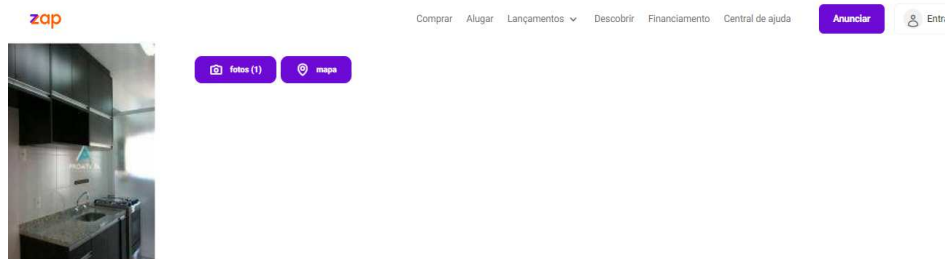 zap
Comprar Alugar Lançamentos Descobrir Financiamento Central de ajuda Anunciar Entra
fotos (1) mapa